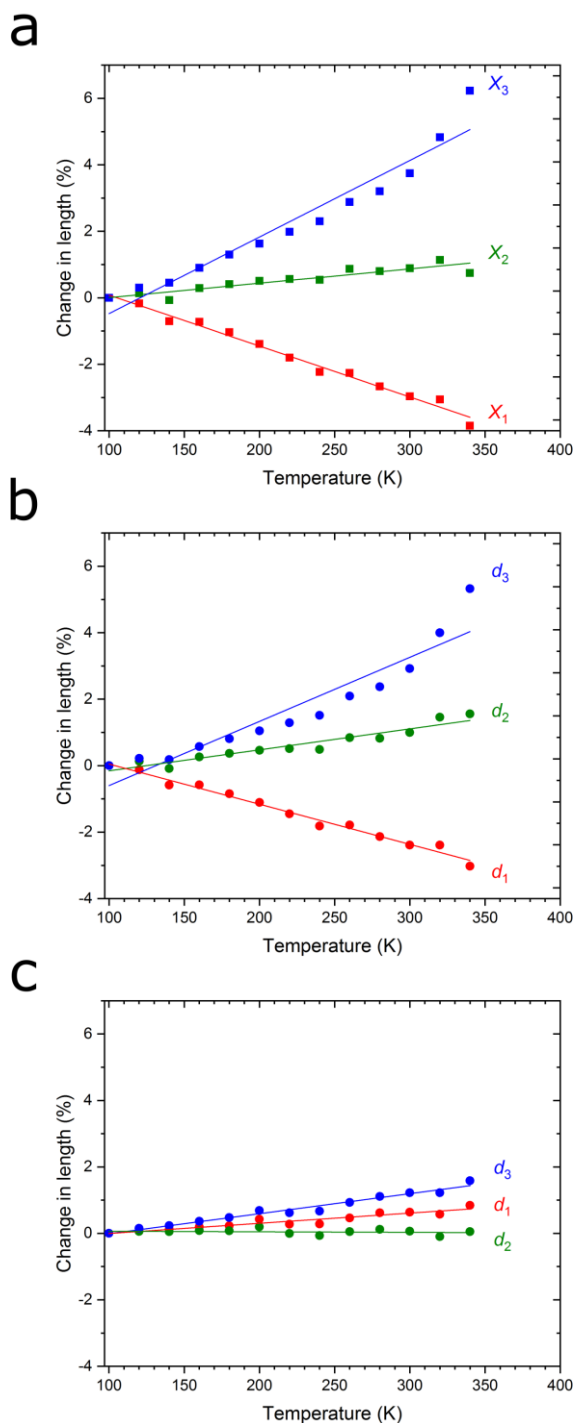 a
6
4
2
0
-2
-4
Change in length (%)
X3
X2
X1
100 150 200 250 300 350 400
Temperature (K)
b
6
4
2
0
-2
-4
Change in length (%)
d3
d2
d1
100 150 200 250 300 350 400
Temperature (K)
c
6
4
2
0
-2
-4
Change in length (%)
d3
d1
d2
100 150 200 250 300 350 400
Temperature (K)